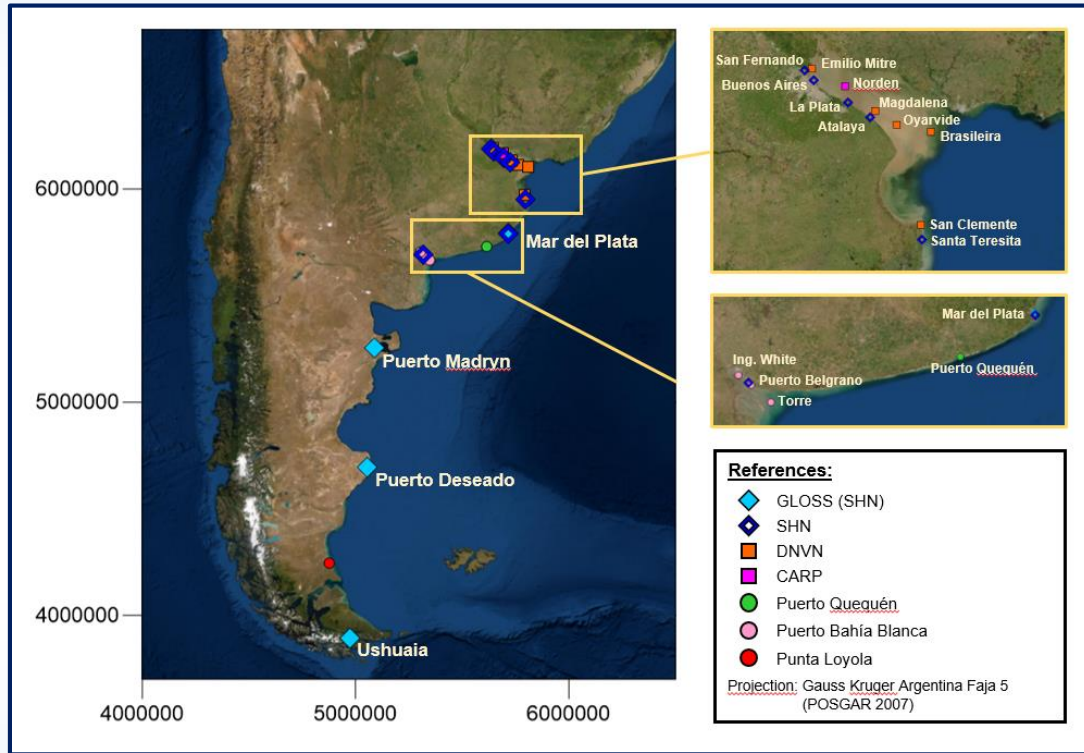 6000000
5000000
4000000
4000000
5000000
6000000
Mar del Plata
Puerto Madryn
Puerto Deseado
Ushuaia
San Fernando
Emilio Mitre
Buenos Aires
Norden
La Plata
Magdalena
Atalaya
Oyarvide
Brasileira
San Clemente
Santa Teresita
Mar del Plata
Ing. White
Puerto Quequén
Puerto Belgrano
Torre
References:
GLOSS (SHN)
SHN
DNVN
CARP
Puerto Quequén
Puerto Bahía Blanca
Punta Loyola
Projection: Gauss Kruger Argentina Faja 5
(POSGAR 2007)